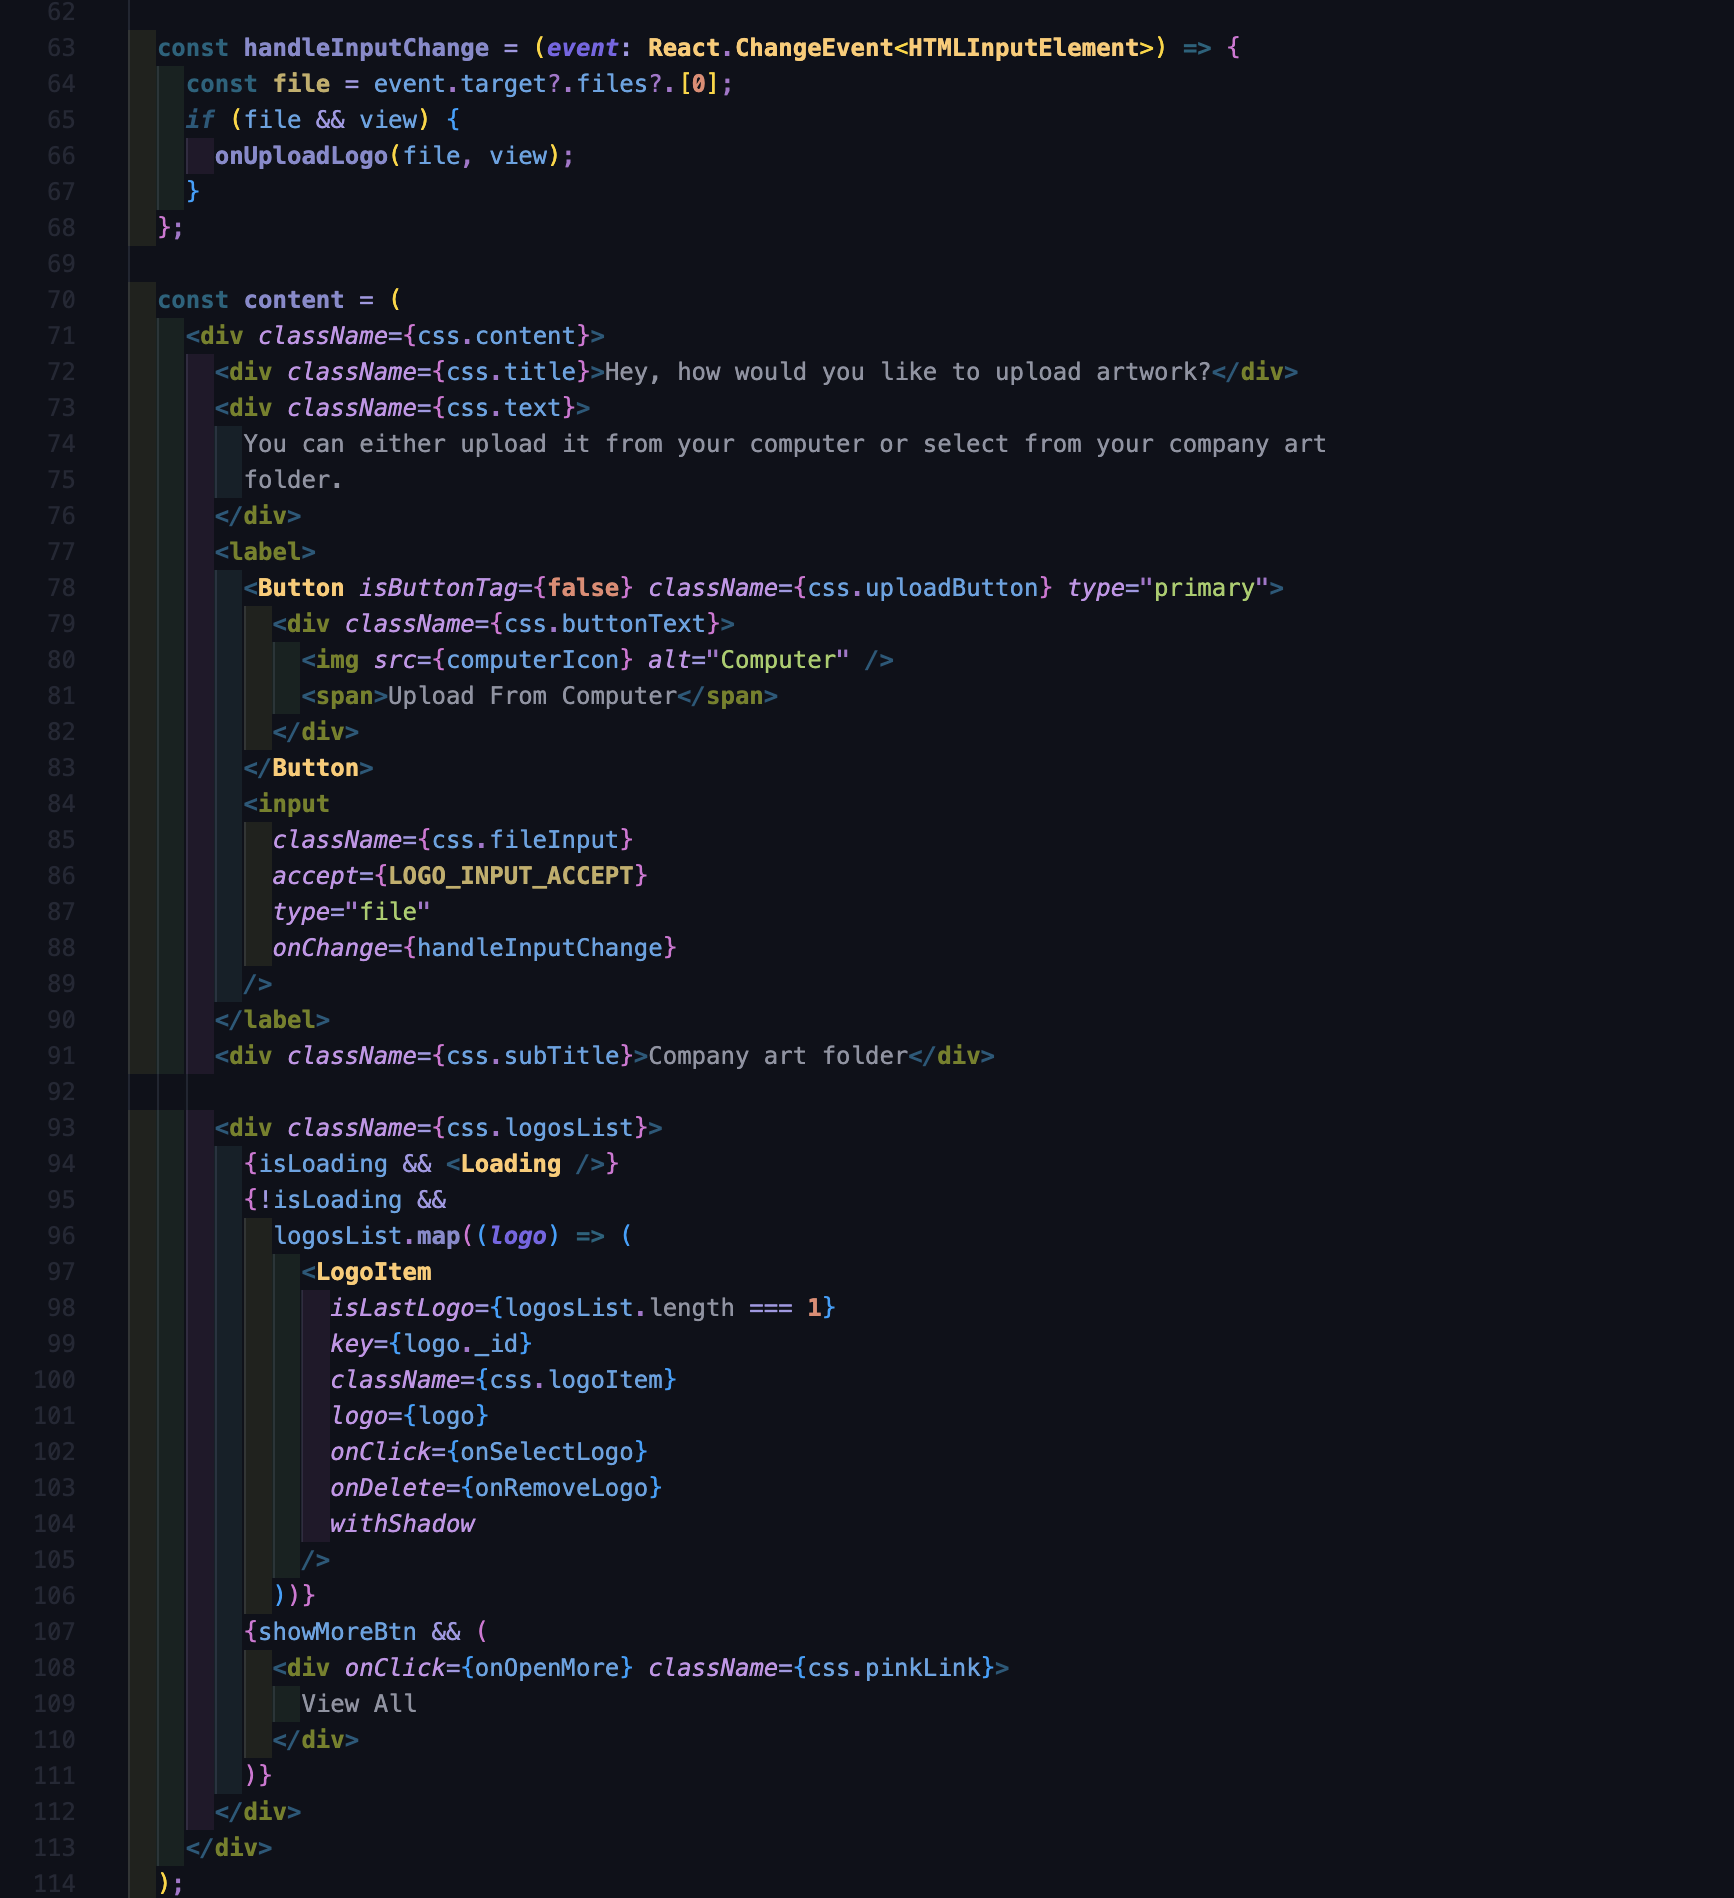 62
63 const handleInputChange = (event: React.ChangeEvent<HTMLInputElement>) => {
64 const file = event.target?.files?.[0];
65 if (file && view) {
66 onUploadLogo(file, view);
67 }
68 };
69
70 const content = (
71 <div className={css.content}>
72 <div className={css.title}>Hey, how would you like to upload artwork?</div>
73 <div className={css.text}>
74 You can either upload it from your computer or select from your company art
75 folder.
76 </div>
77 <label>
78 <Button isButtonTag={false} className={css.uploadButton} type="primary">
79 <div className={css.buttonText}>
80 <img src={computerIcon} alt="Computer" />
81 <span>Upload From Computer</span>
82 </div>
83 </Button>
84 <input
85 className={css.fileInput}
86 accept={LOGO_INPUT_ACCEPT}
87 type="file"
88 onChange={handleInputChange}
89 />
90 </label>
91 <div className={css.subTitle}>Company art folder</div>
92
93 <div className={css.logosList}>
94 {isLoading && <Loading />}
95 {!isLoading &&
96 logosList.map((logo) => (
97 <LogoItem
98 isLastLogo={logosList.length === 1}
99 key={logo._id}
100 className={css.logoItem}
101 logo={logo}
102 onClick={onSelectLogo}
103 onDelete={onRemoveLogo}
104 withShadow
105 />
106 ))}
107 {showMoreBtn && (
108 <div onClick={onOpenMore} className={css.pinkLink}>
109 View All
110 </div>
111 )}
112 </div>
113 </div>
114 );